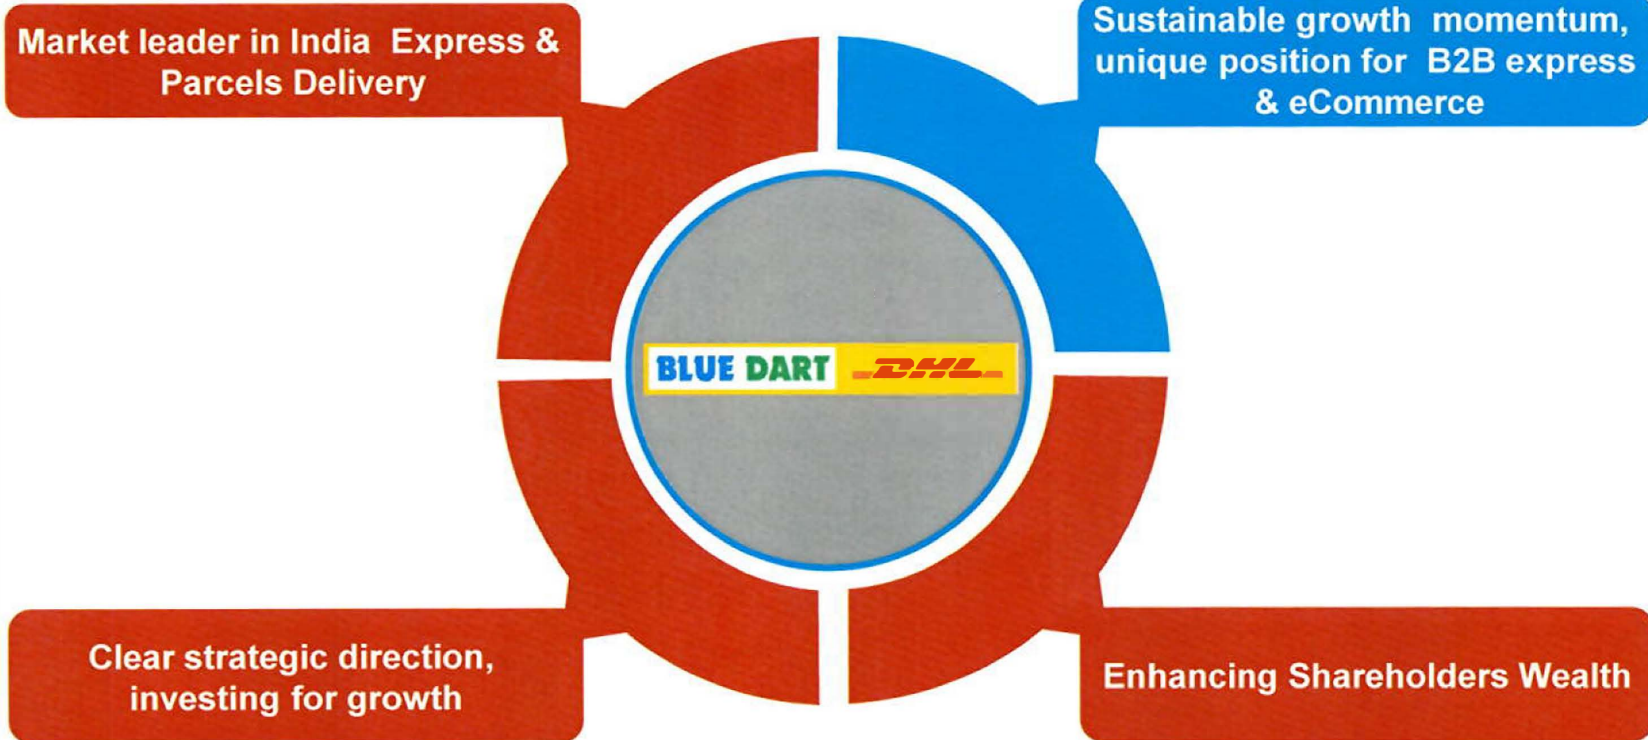 Market leader in India Express &
Parcels Delivery
Sustainable growth momentum,
unique position for B2B express
& eCommerce
BLUE DART DHL
Clear strategic direction,
investing for growth
Enhancing Shareholders Wealth